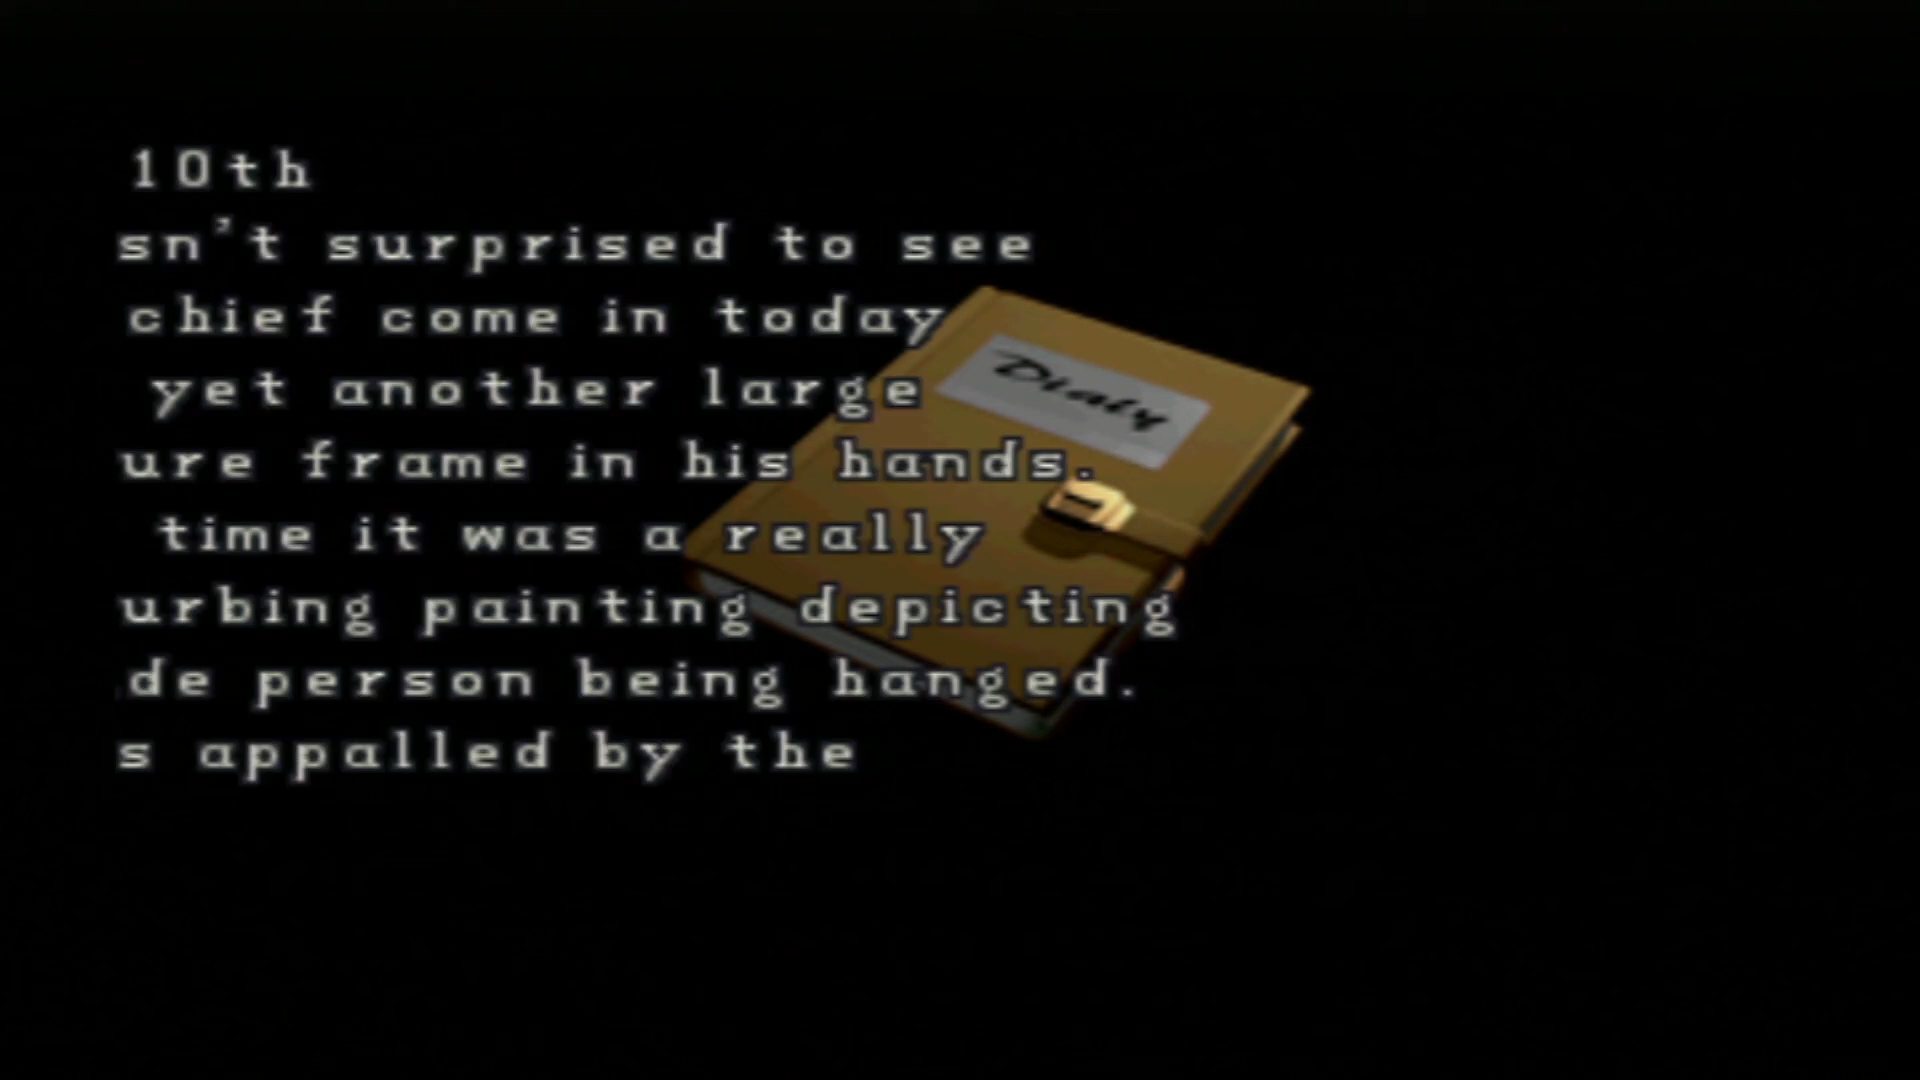 10th
sn't surprised to see
chief come in today
yet another large
ure frame in his hands.
time it was a really
urbing painting depicting
de person being hanged.
s appalled by the
Diary